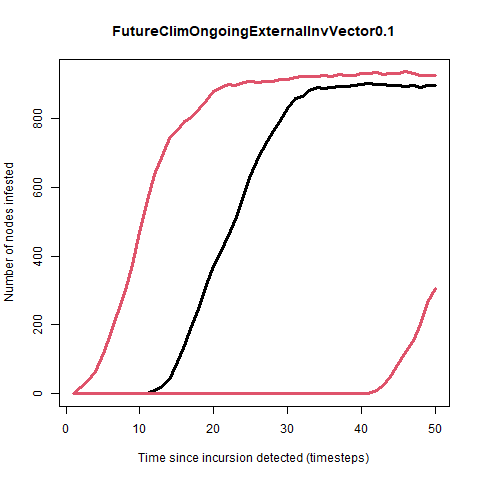 FutureClimOngoingExternalInvVector0.1
Number of nodes infested
800
600
400
200
0
0 10 20 30 40 50
Time since incursion detected (timesteps)